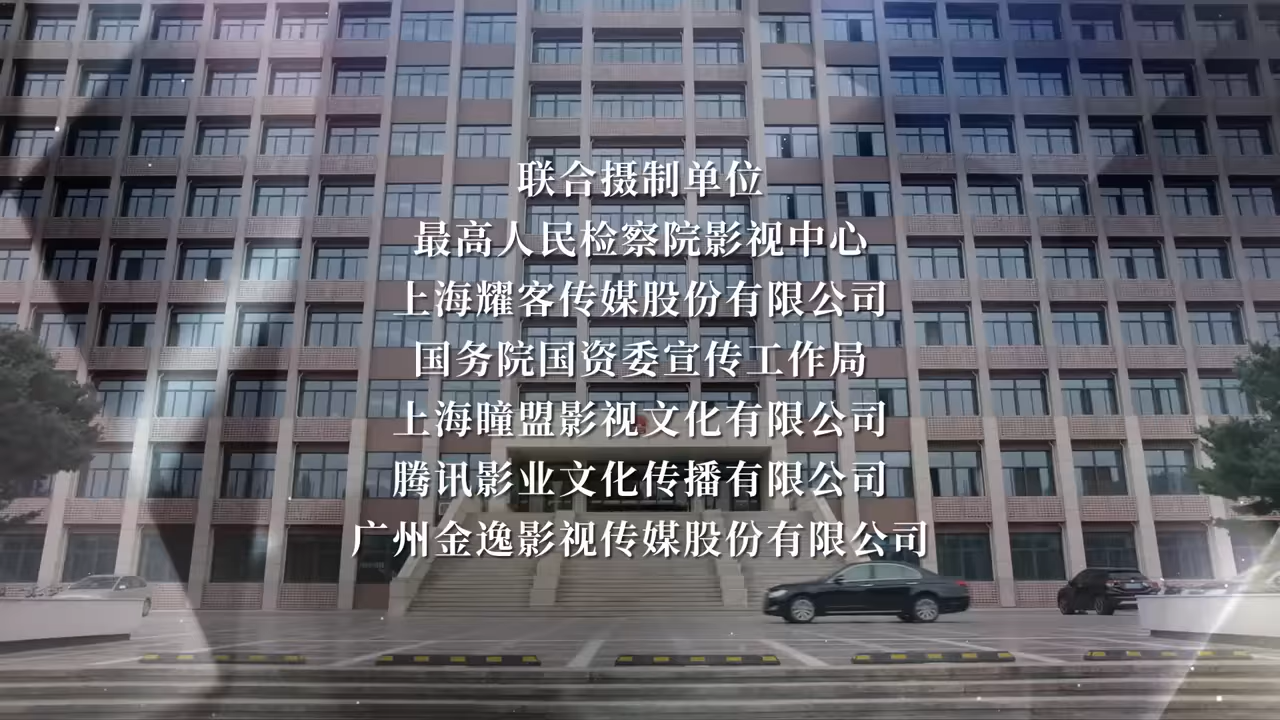 联合摄制单位
最高人民检察院影视中心
上海耀客传媒股份有限公司
国务院国资委宣传工作局
上海瞳盟影视文化有限公司
腾讯影业文化传播有限公司
广州金逸影视传媒股份有限公司